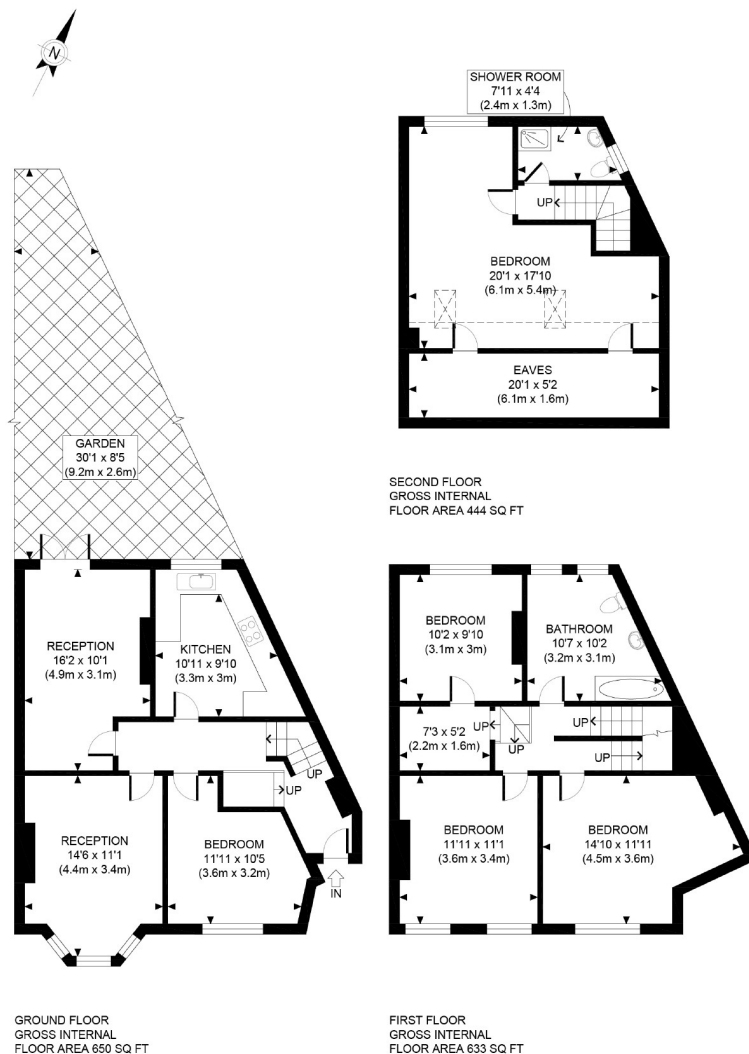 N
SHOWER ROOM
7'11 x 4'4
(2.4m x 1.3m)
UP
BEDROOM
20'1 x 17'10
(6.1m x 5.4m)
EAVES
20'1 x 5'2
(6.1m x 1.6m)
SECOND FLOOR
GROSS INTERNAL
FLOOR AREA 444 SQ FT
GARDEN
30'1 x 8'5
(9.2m x 2.6m)
RECEPTION
16'2 x 10'1
(4.9m x 3.1m)
KITCHEN
10'11 x 9'10
(3.3m x 3m)
UP
UP
RECEPTION
14'6 x 11'1
(4.4m x 3.4m)
BEDROOM
11'11 x 10'5
(3.6m x 3.2m)
IN
GROUND FLOOR
GROSS INTERNAL
FLOOR AREA 650 SQ FT
BEDROOM
10'2 x 9'10
(3.1m x 3m)
BATHROOM
10'7 x 10'2
(3.2m x 3.1m)
7'3 x 5'2
(2.2m x 1.6m)
UP
UP
UP
UP
BEDROOM
11'11 x 11'1
(3.6m x 3.4m)
BEDROOM
14'10 x 11'11
(4.5m x 3.6m)
FIRST FLOOR
GROSS INTERNAL
FLOOR AREA 633 SQ FT